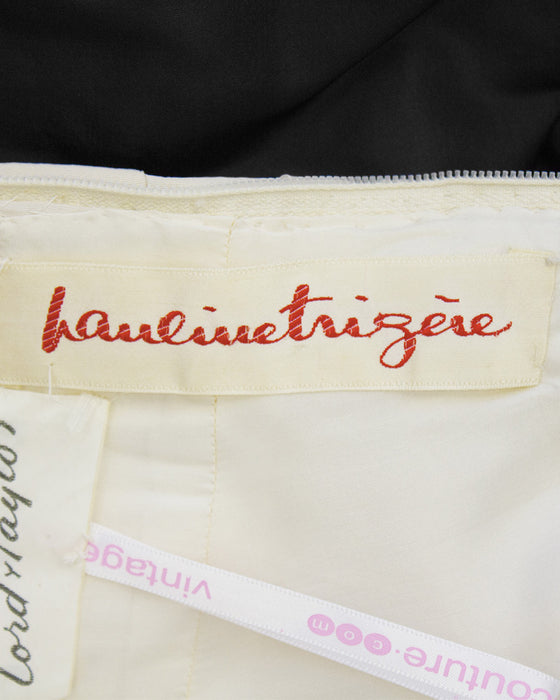 paulinetrigère
Lord & Taylor
vintage
couture.com